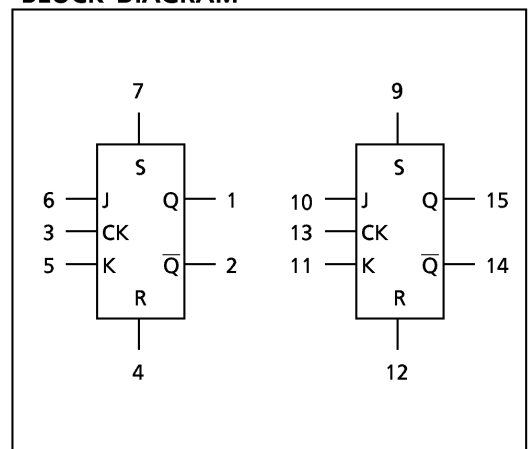 BLOCK DIAGRAM
7
S
6 J Q 1
3 CK
5 K Q̅ 2
R
4
9
S
10 J Q 15
13 CK
11 K Q̅ 14
R
12